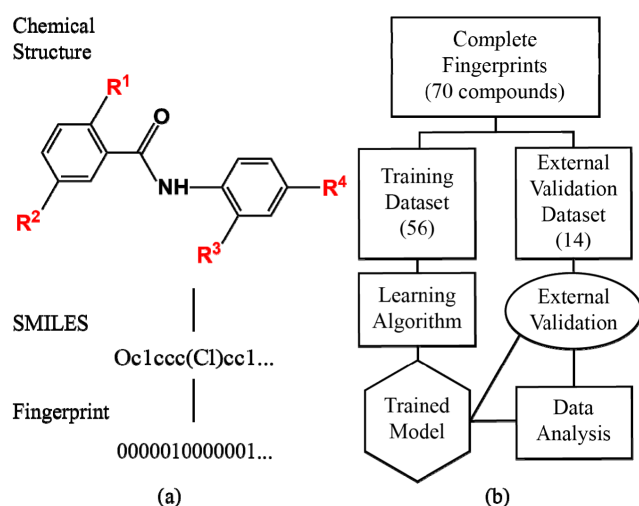 Chemical
Structure
R¹
O
NH
R²
R³
R⁴
SMILES
Oc1ccc(Cl)cc1...
Fingerprint
0000010000001...
(a)
Complete
Fingerprints
(70 compounds)
Training
Dataset
(56)
External
Validation
Dataset
(14)
Learning
Algorithm
External
Validation
Trained
Model
Data
Analysis
(b)